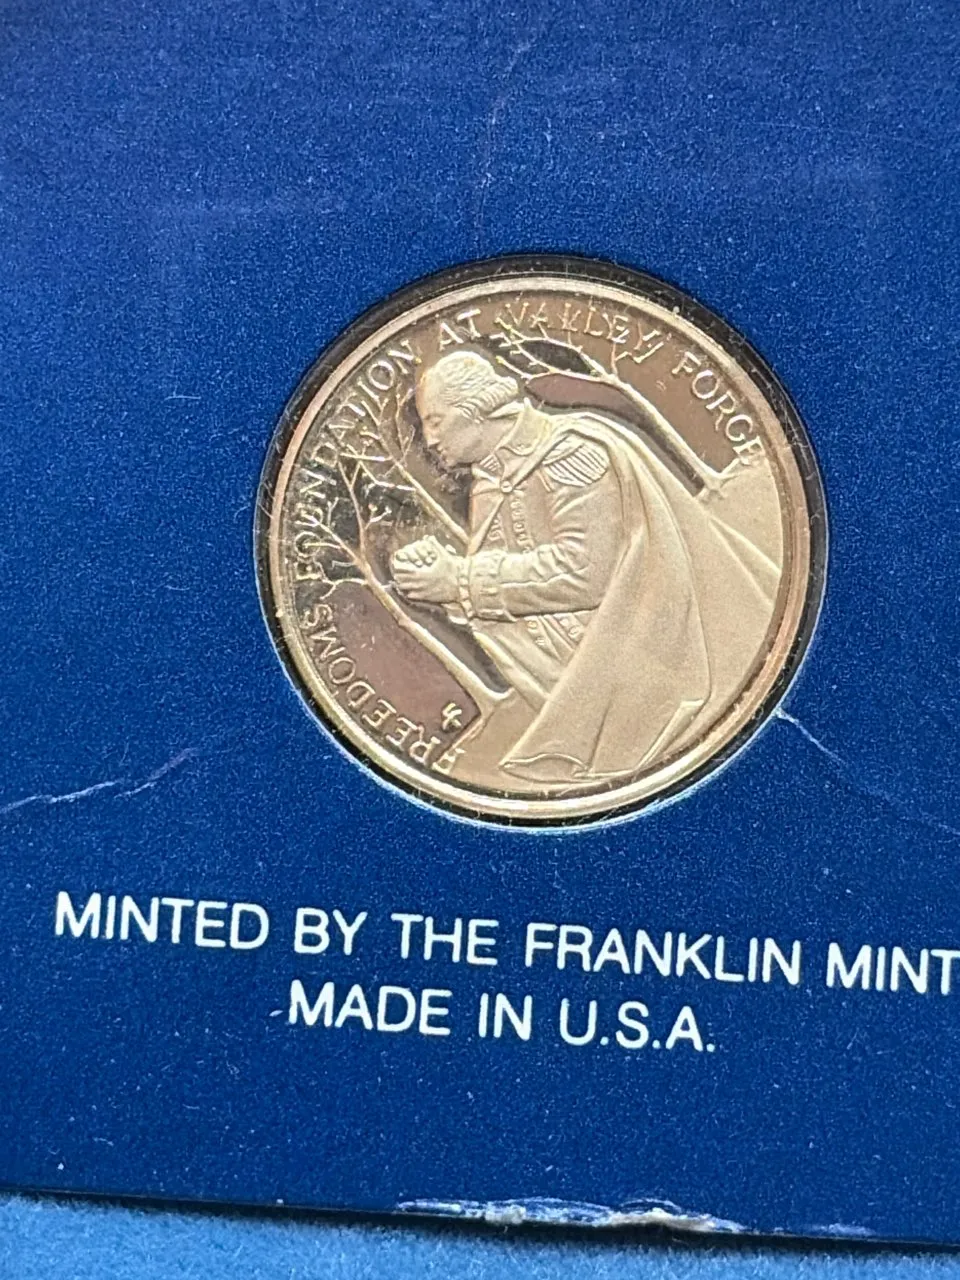 FREEDOMS FOUNDATION AT VALLEY FORGE
MINTED BY THE FRANKLIN MINT
MADE IN U.S.A.